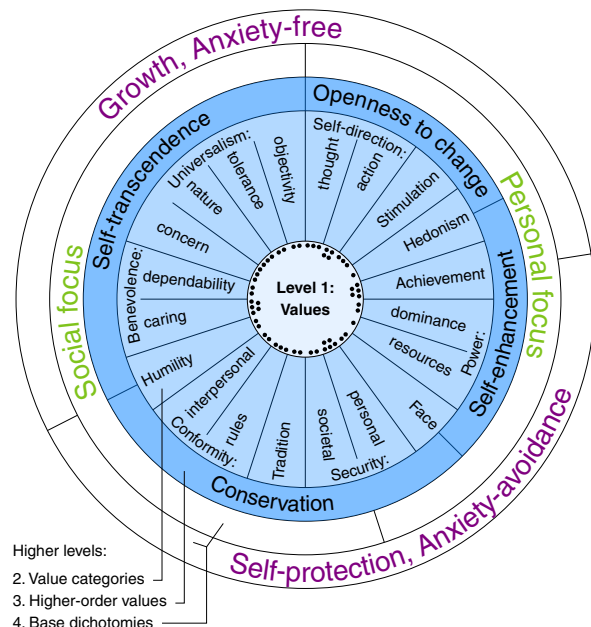 Growth, Anxiety-free
Openness to change
Self-transcendence
Personal focus
Social focus
Self-enhancement
Conservation
Self-protection, Anxiety-avoidance
Universalism:
nature
tolerance
objectivity
concern
Self-direction:
thought
action
Stimulation
Hedonism
Achievement
Power:
dominance
resources
Face
Security:
personal
societal
Tradition
Conformity:
rules
interpersonal
Humility
Benevolence:
caring
dependability
Level 1:
Values
Higher levels:
2. Value categories
3. Higher-order values
4. Base dichotomies